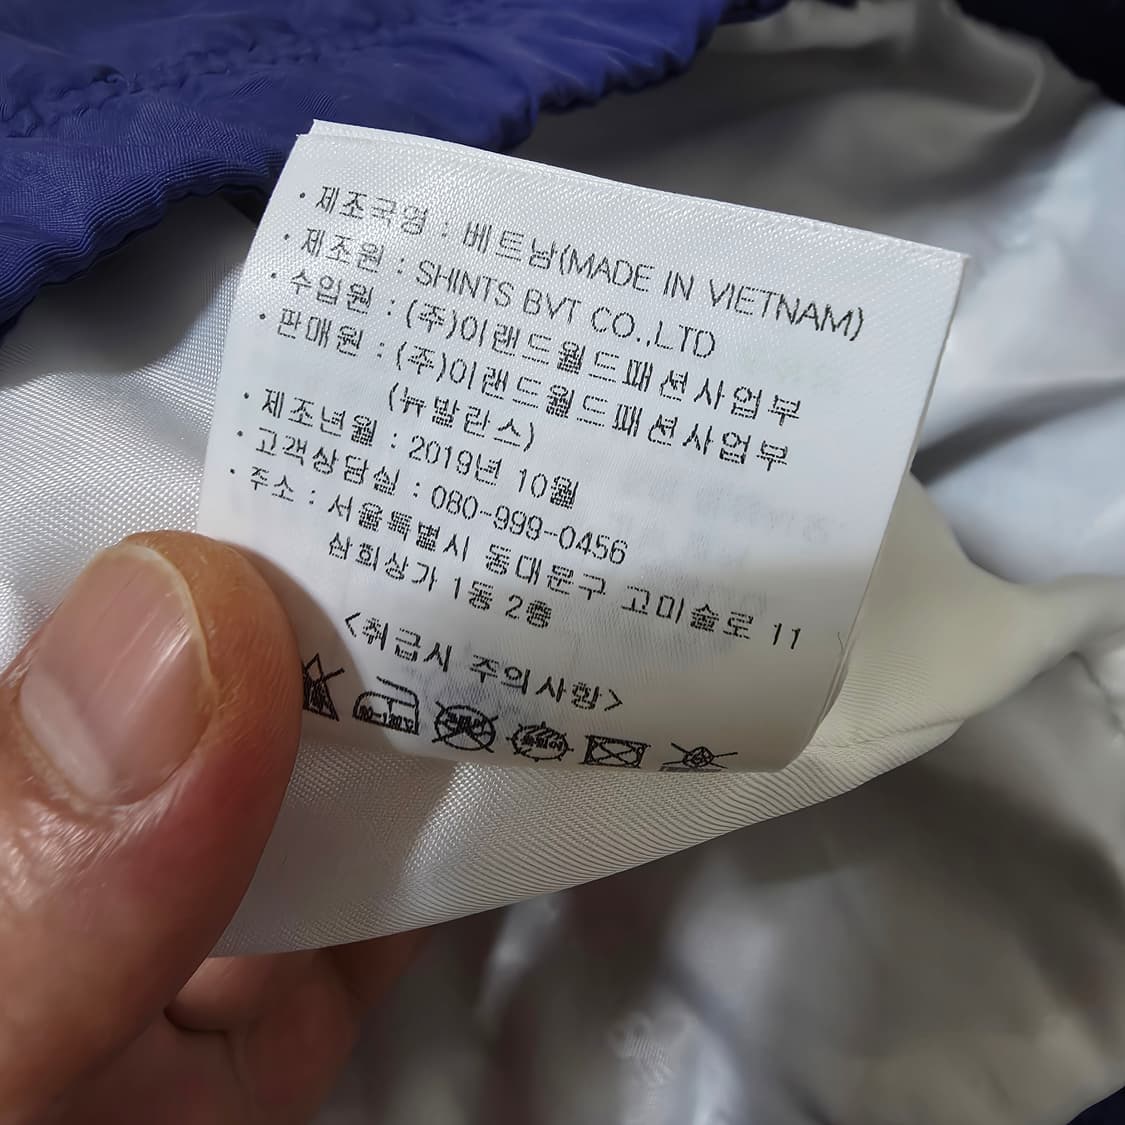 · 제조국명 : 베트남(MADE IN VIETNAM)
· 제조원 : SHINTS BVT CO.,LTD
· 수입원 : (주)이랜드월드패션사업부
· 판매원 : (주)이랜드월드패션사업부
(뉴발란스)
· 제조년월 : 2019년 10월
· 고객상담실 : 080-999-0456
· 주소 : 서울특별시 동대문구 고미술로 11
삼희상가 1동 2층
<취급시 주의사항>